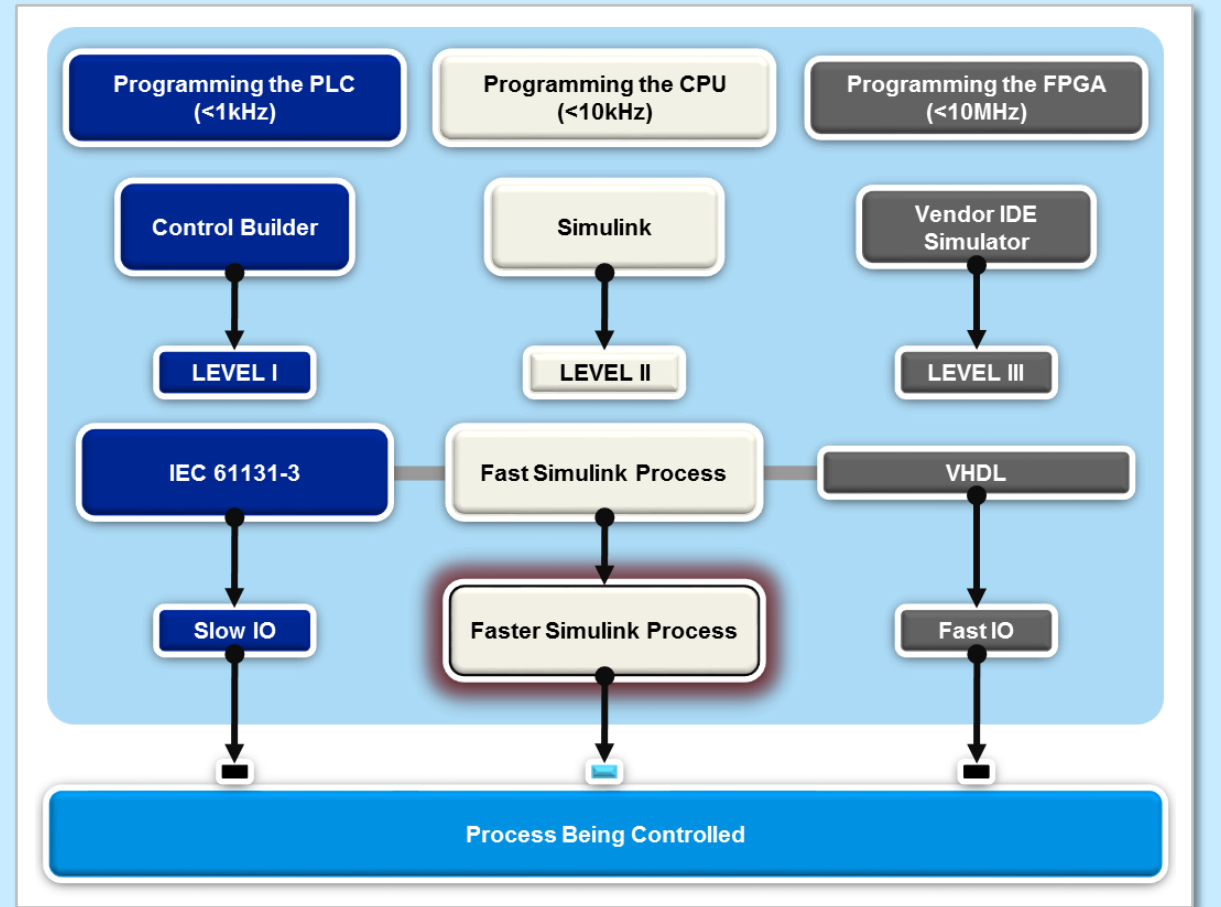 Programming the PLC
(<1kHz)
Programming the CPU
(<10kHz)
Programming the FPGA
(<10MHz)
Control Builder
Simulink
Vendor IDE
Simulator
LEVEL I
LEVEL II
LEVEL III
IEC 61131-3
Fast Simulink Process
VHDL
Slow IO
Faster Simulink Process
Fast IO
Process Being Controlled